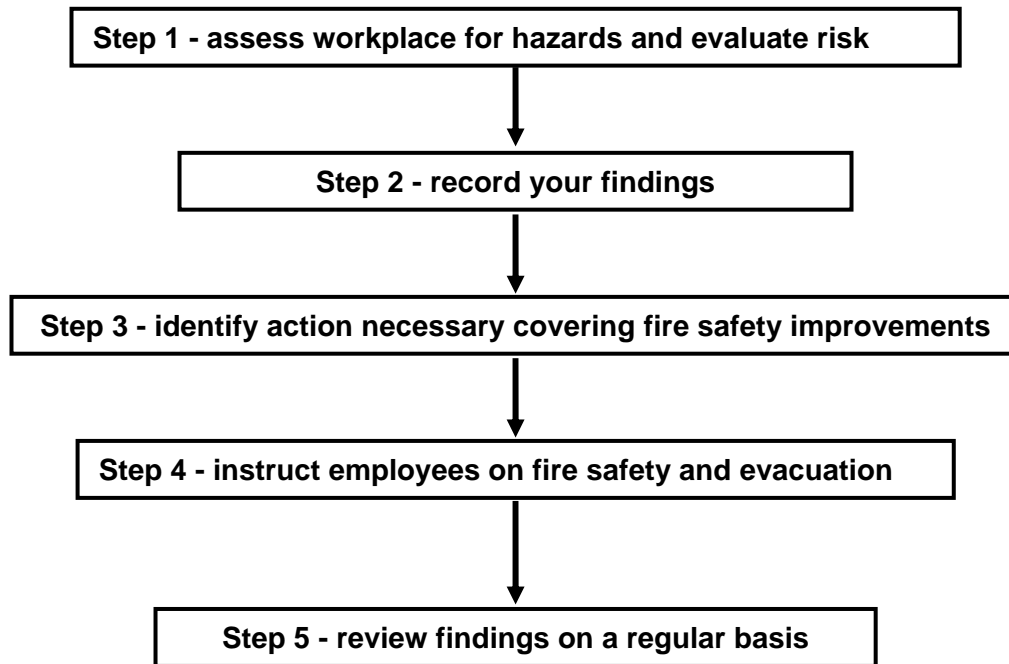 Step 1 - assess workplace for hazards and evaluate risk
Step 2 - record your findings
Step 3 - identify action necessary covering fire safety improvements
Step 4 - instruct employees on fire safety and evacuation
Step 5 - review findings on a regular basis